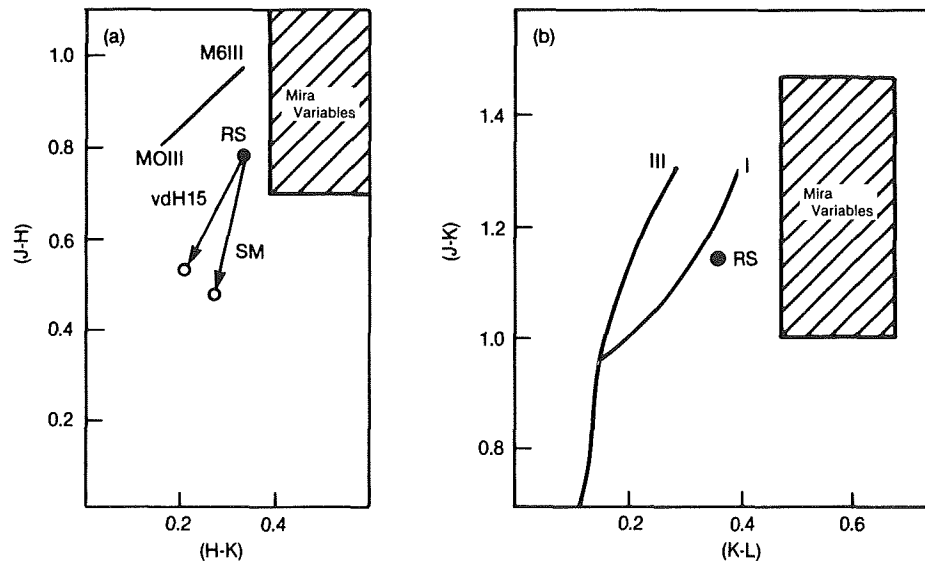 (a)
1.0
0.8
0.6
0.4
0.2
(J-H)
M6III
MOIII
RS
vdH15
SM
Mira
Variables
0.2
0.4
(H-K)
(b)
1.4
1.2
1.0
0.8
(J-K)
III
I
RS
Mira
Variables
0.2
0.4
0.6
(K-L)